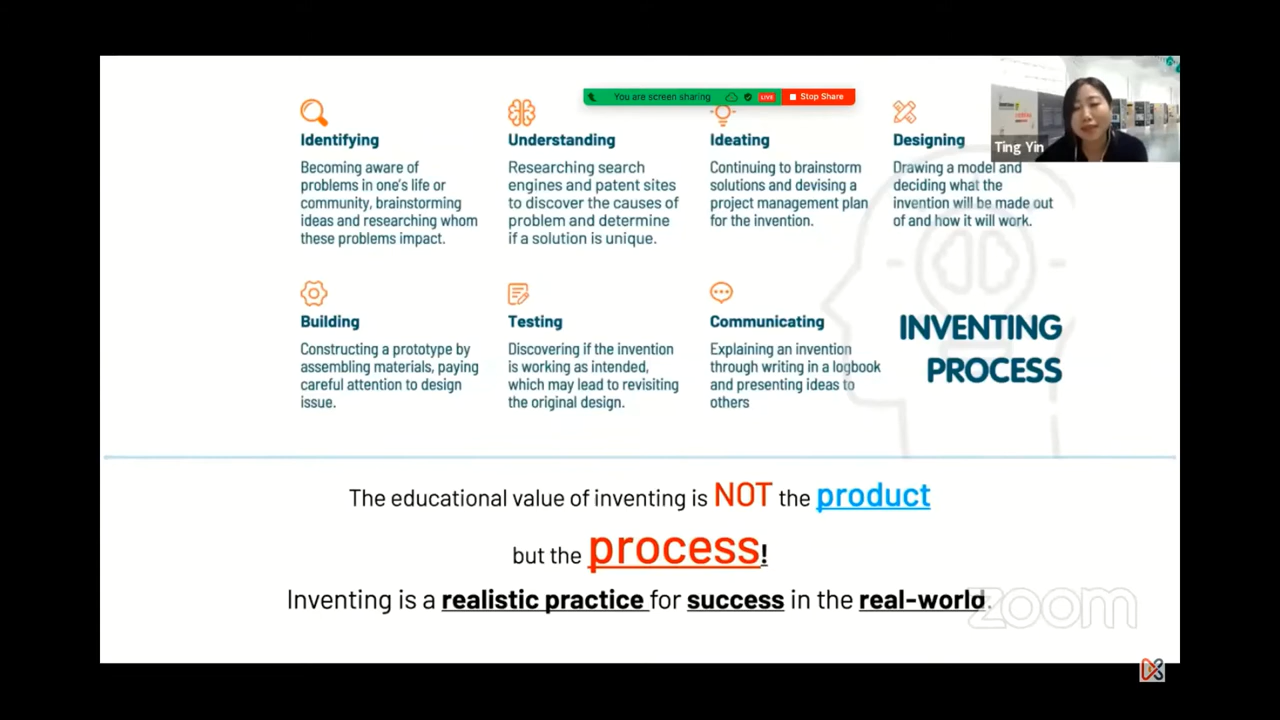 You are screen sharing
LIVE
Stop Share
Ting Yin
Identifying
Becoming aware of
problems in one's life or
community, brainstorming
ideas and researching whom
these problems impact.
Understanding
Researching search
engines and patent sites
to discover the causes of
problem and determine
if a solution is unique.
Ideating
Continuing to brainstorm
solutions and devising a
project management plan
for the invention.
Designing
Drawing a model and
deciding what the
invention will be made out
of and how it will work.
Building
Constructing a prototype by
assembling materials, paying
careful attention to design
issue.
Testing
Discovering if the invention
is working as intended,
which may lead to revisiting
the original design.
Communicating
Explaining an invention
through writing in a logbook
and presenting ideas to
others
INVENTING
PROCESS
The educational value of inventing is NOT the product
but the process!
Inventing is a realistic practice for success in the real-world.
zoom